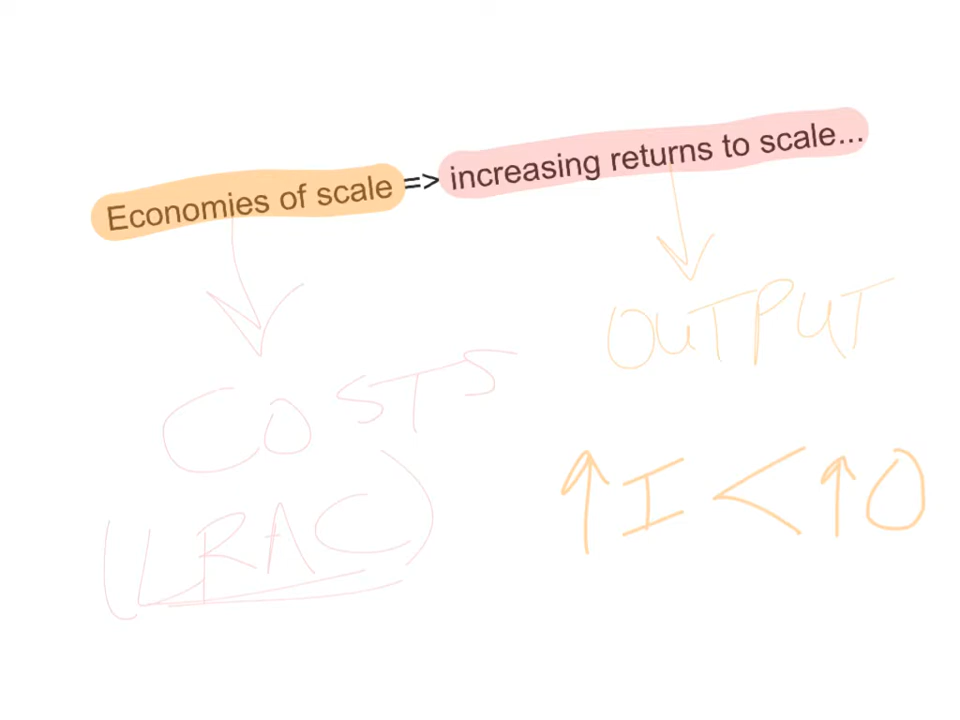 Economies of scale => increasing returns to scale...
OUTPUT
COSTS
↑I < ↑O
(LRAC)